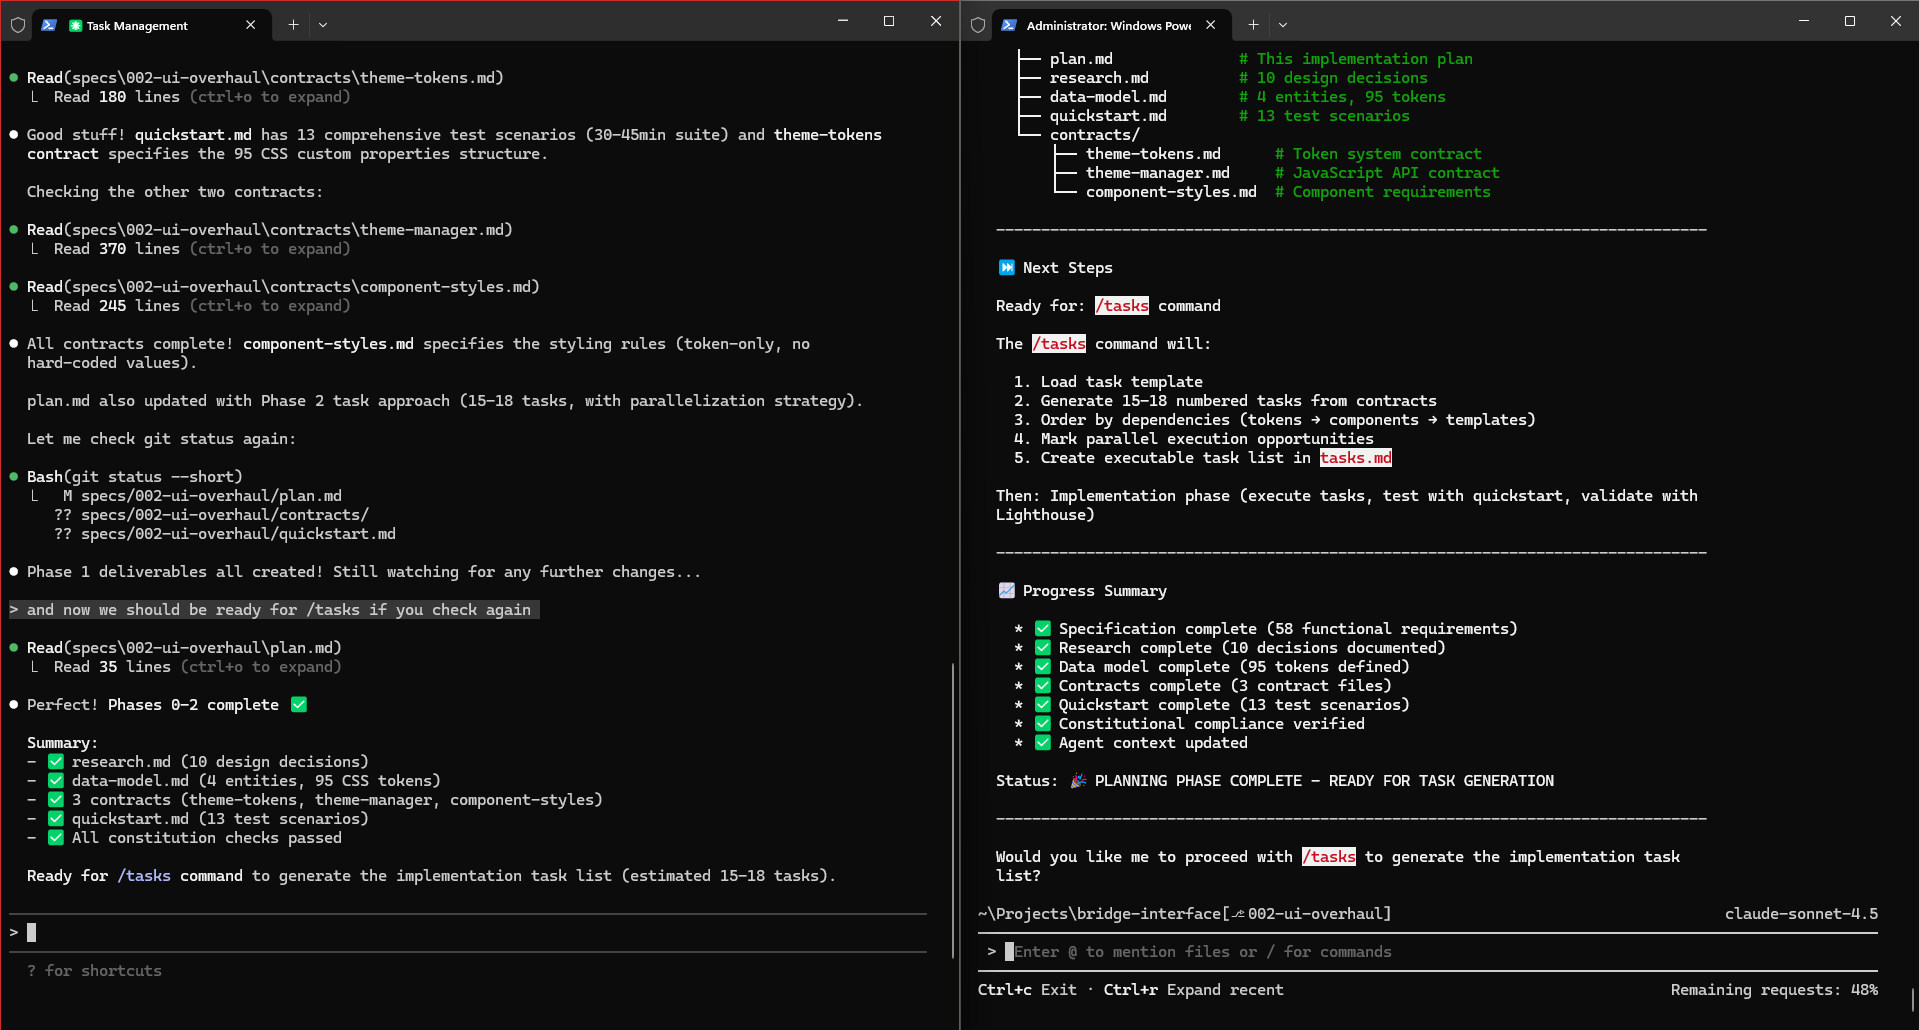 Task Management
Read(specs\002-ui-overhaul\contracts\theme-tokens.md)
Read 180 lines (ctrl+o to expand)
Good stuff! quickstart.md has 13 comprehensive test scenarios (30-45min suite) and theme-tokens
contract specifies the 95 CSS custom properties structure.
Checking the other two contracts:
Read(specs\002-ui-overhaul\contracts\theme-manager.md)
Read 370 lines (ctrl+o to expand)
Read(specs\002-ui-overhaul\contracts\component-styles.md)
Read 245 lines (ctrl+o to expand)
All contracts complete! component-styles.md specifies the styling rules (token-only, no
hard-coded values).
plan.md also updated with Phase 2 task approach (15-18 tasks, with parallelization strategy).
Let me check git status again:
Bash(git status --short)
M specs/002-ui-overhaul/plan.md
?? specs/002-ui-overhaul/contracts/
?? specs/002-ui-overhaul/quickstart.md
Phase 1 deliverables all created! Still watching for any further changes...
> and now we should be ready for /tasks if you check again
Read(specs\002-ui-overhaul\plan.md)
Read 35 lines (ctrl+o to expand)
Perfect! Phases 0-2 complete ✅
Summary:
- ✅ research.md (10 design decisions)
- ✅ data-model.md (4 entities, 95 CSS tokens)
- ✅ 3 contracts (theme-tokens, theme-manager, component-styles)
- ✅ quickstart.md (13 test scenarios)
- ✅ All constitution checks passed
Ready for /tasks command to generate the implementation task list (estimated 15-18 tasks).
>
? for shortcuts
Administrator: Windows Powe
├── plan.md # This implementation plan
├── research.md # 10 design decisions
├── data-model.md # 4 entities, 95 tokens
├── quickstart.md # 13 test scenarios
└── contracts/
├── theme-tokens.md # Token system contract
├── theme-manager.md # JavaScript API contract
└── component-styles.md # Component requirements
⏭️ Next Steps
Ready for: /tasks command
The /tasks command will:
1. Load task template
2. Generate 15-18 numbered tasks from contracts
3. Order by dependencies (tokens → components → templates)
4. Mark parallel execution opportunities
5. Create executable task list in tasks.md
Then: Implementation phase (execute tasks, test with quickstart, validate with
Lighthouse)
📈 Progress Summary
* ✅ Specification complete (58 functional requirements)
* ✅ Research complete (10 decisions documented)
* ✅ Data model complete (95 tokens defined)
* ✅ Contracts complete (3 contract files)
* ✅ Quickstart complete (13 test scenarios)
* ✅ Constitutional compliance verified
* ✅ Agent context updated
Status: 🎉 PLANNING PHASE COMPLETE - READY FOR TASK GENERATION
Would you like me to proceed with /tasks to generate the implementation task
list?
~\Projects\bridge-interface[⎇ 002-ui-overhaul] claude-sonnet-4.5
> Enter @ to mention files or / for commands
Ctrl+c Exit · Ctrl+r Expand recent Remaining requests: 48%